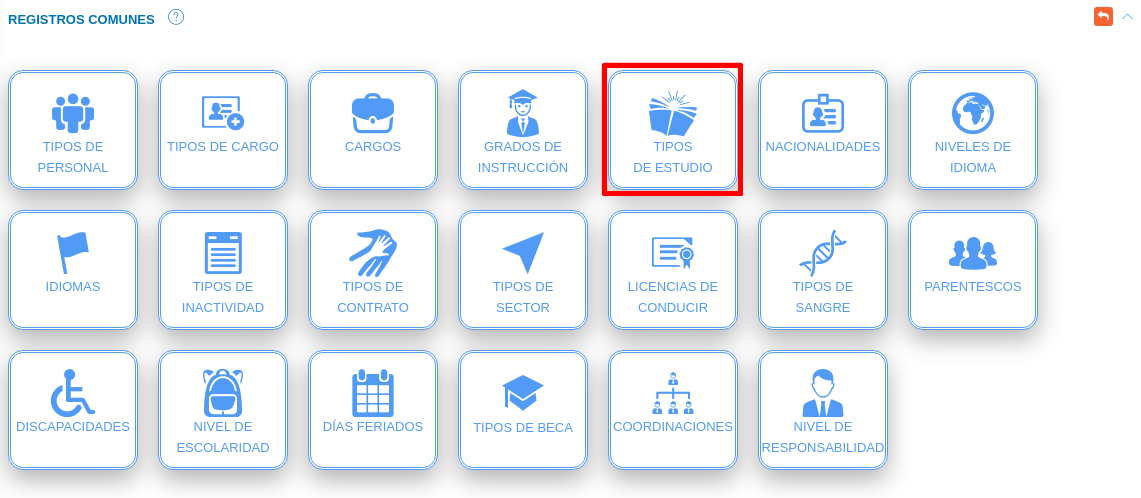 REGISTROS COMUNES ?
TIPOS DE
PERSONAL
TIPOS DE CARGO
CARGOS
GRADOS DE
INSTRUCCIÓN
TIPOS
DE ESTUDIO
NACIONALIDADES
NIVELES DE
IDIOMA
IDIOMAS
TIPOS DE
INACTIVIDAD
TIPOS DE
CONTRATO
TIPOS DE
SECTOR
LICENCIAS DE
CONDUCIR
TIPOS DE
SANGRE
PARENTESCOS
DISCAPACIDADES
NIVEL DE
ESCOLARIDAD
DÍAS FERIADOS
TIPOS DE BECA
COORDINACIONES
NIVEL DE
RESPONSABILIDAD